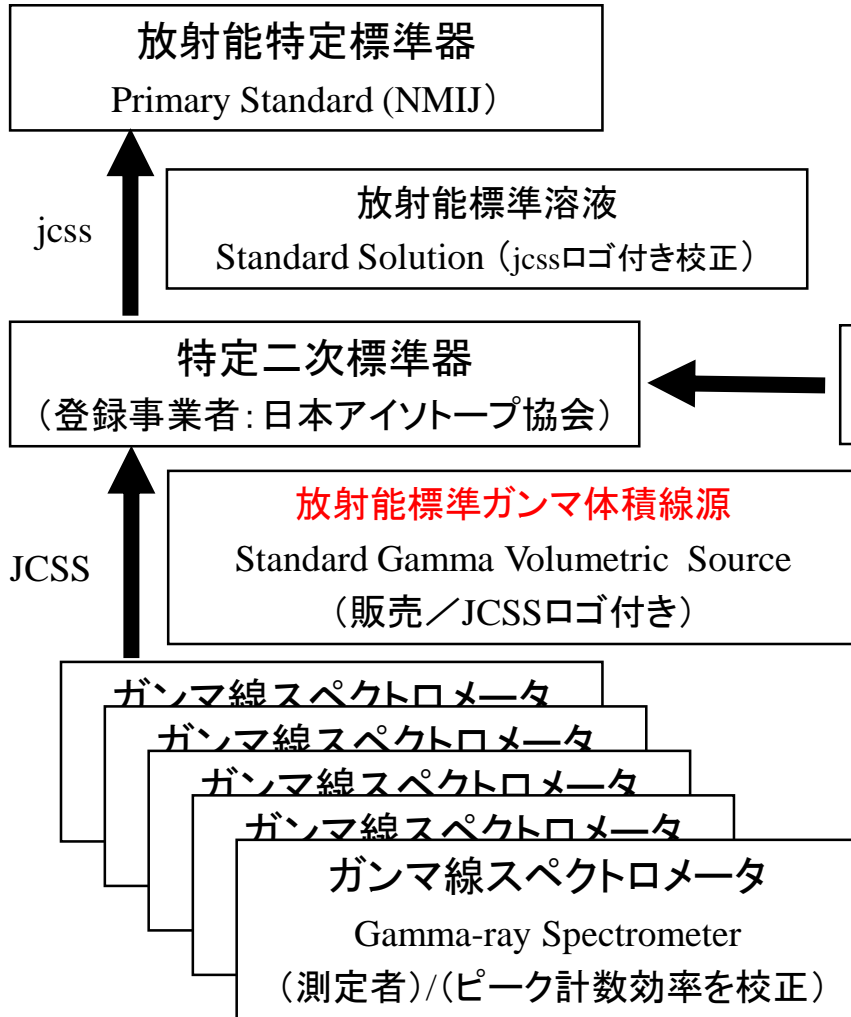 放射能特定標準器
Primary Standard (NMIJ)
jcss
放射能標準溶液
Standard Solution（jcssロゴ付き校正）
特定二次標準器
（登録事業者：日本アイソトープ協会）
JCSS
放射能標準ガンマ体積線源
Standard Gamma Volumetric Source
（販売／JCSSロゴ付き）
ガンマ線スペクトロメータ
ガンマ線スペクトロメータ
ガンマ線スペクトロメータ
ガンマ線スペクトロメータ
ガンマ線スペクトロメータ
Gamma-ray Spectrometer
（測定者）/（ピーク計数効率を校正）